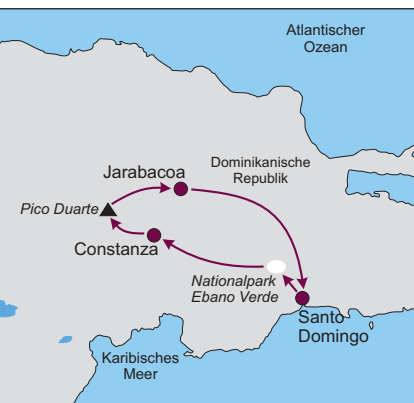 Atlantischer
Ozean
Dominikanische
Republik
Jarabacoa
Pico Duarte
Constanza
Nationalpark
Ebano Verde
Santo
Domingo
Karibisches
Meer